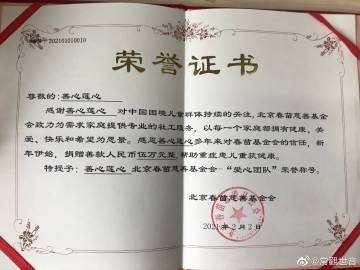 202101010010
荣誉证书
尊敬的：善心莲心
感谢善心莲心 对中国困境儿童群体持续的关注，北京春苗慈善基金
会致力为需求家庭提供专业的社工服务，以每一个家庭都拥有健康、关
爱、快乐和希望为愿景。感恩善心莲心多年来对春苗基金会的信任，新
年伊始，捐赠善款人民币伍万元整，帮助重症患儿重获健康。
特授予：善心莲心 北京春苗慈善基金会“爱心团队”荣誉称号。
北京春苗慈善基金会
2021年2月2日